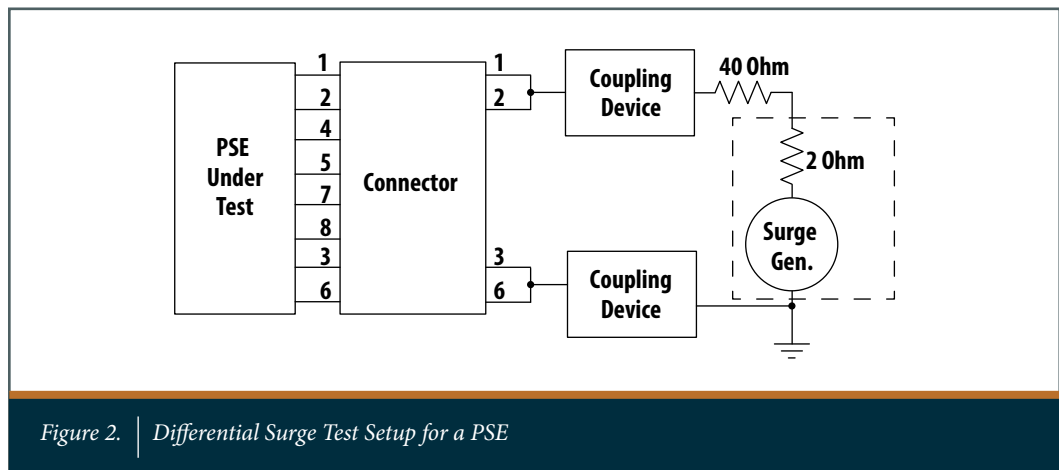 1
2
4
5
7
8
3
6
PSE
Under
Test
Connector
1
2
3
6
Coupling
Device
40 Ohm
2 Ohm
Surge
Gen.
Coupling
Device
Figure 2. | Differential Surge Test Setup for a PSE